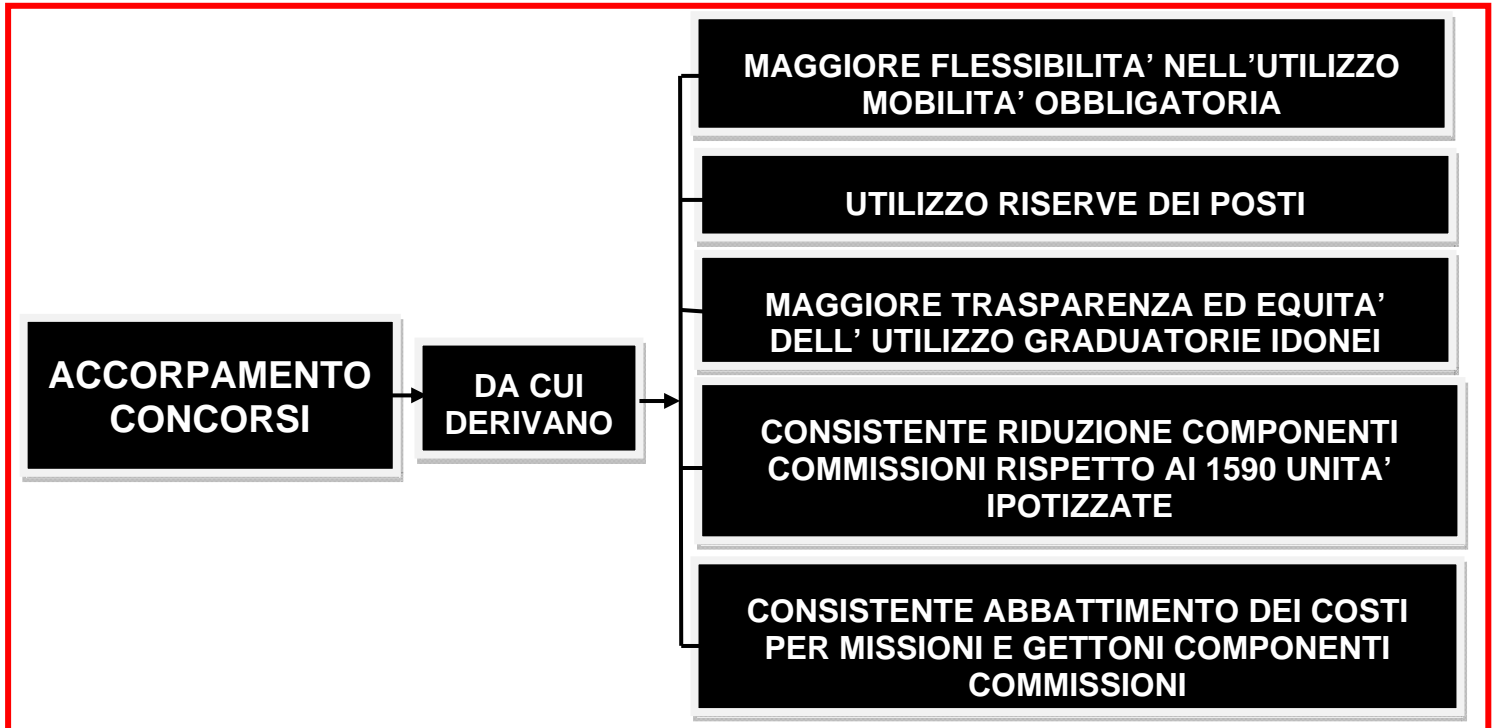 ACCORPAMENTO
CONCORSI
DA CUI
DERIVANO
MAGGIORE FLESSIBILITA’ NELL’UTILIZZO
MOBILITA’ OBBLIGATORIA
UTILIZZO RISERVE DEI POSTI
MAGGIORE TRASPARENZA ED EQUITA’
DELL’ UTILIZZO GRADUATORIE IDONEI
CONSISTENTE RIDUZIONE COMPONENTI
COMMISSIONI RISPETTO AI 1590 UNITA’
IPOTIZZATE
CONSISTENTE ABBATTIMENTO DEI COSTI
PER MISSIONI E GETTONI COMPONENTI
COMMISSIONI